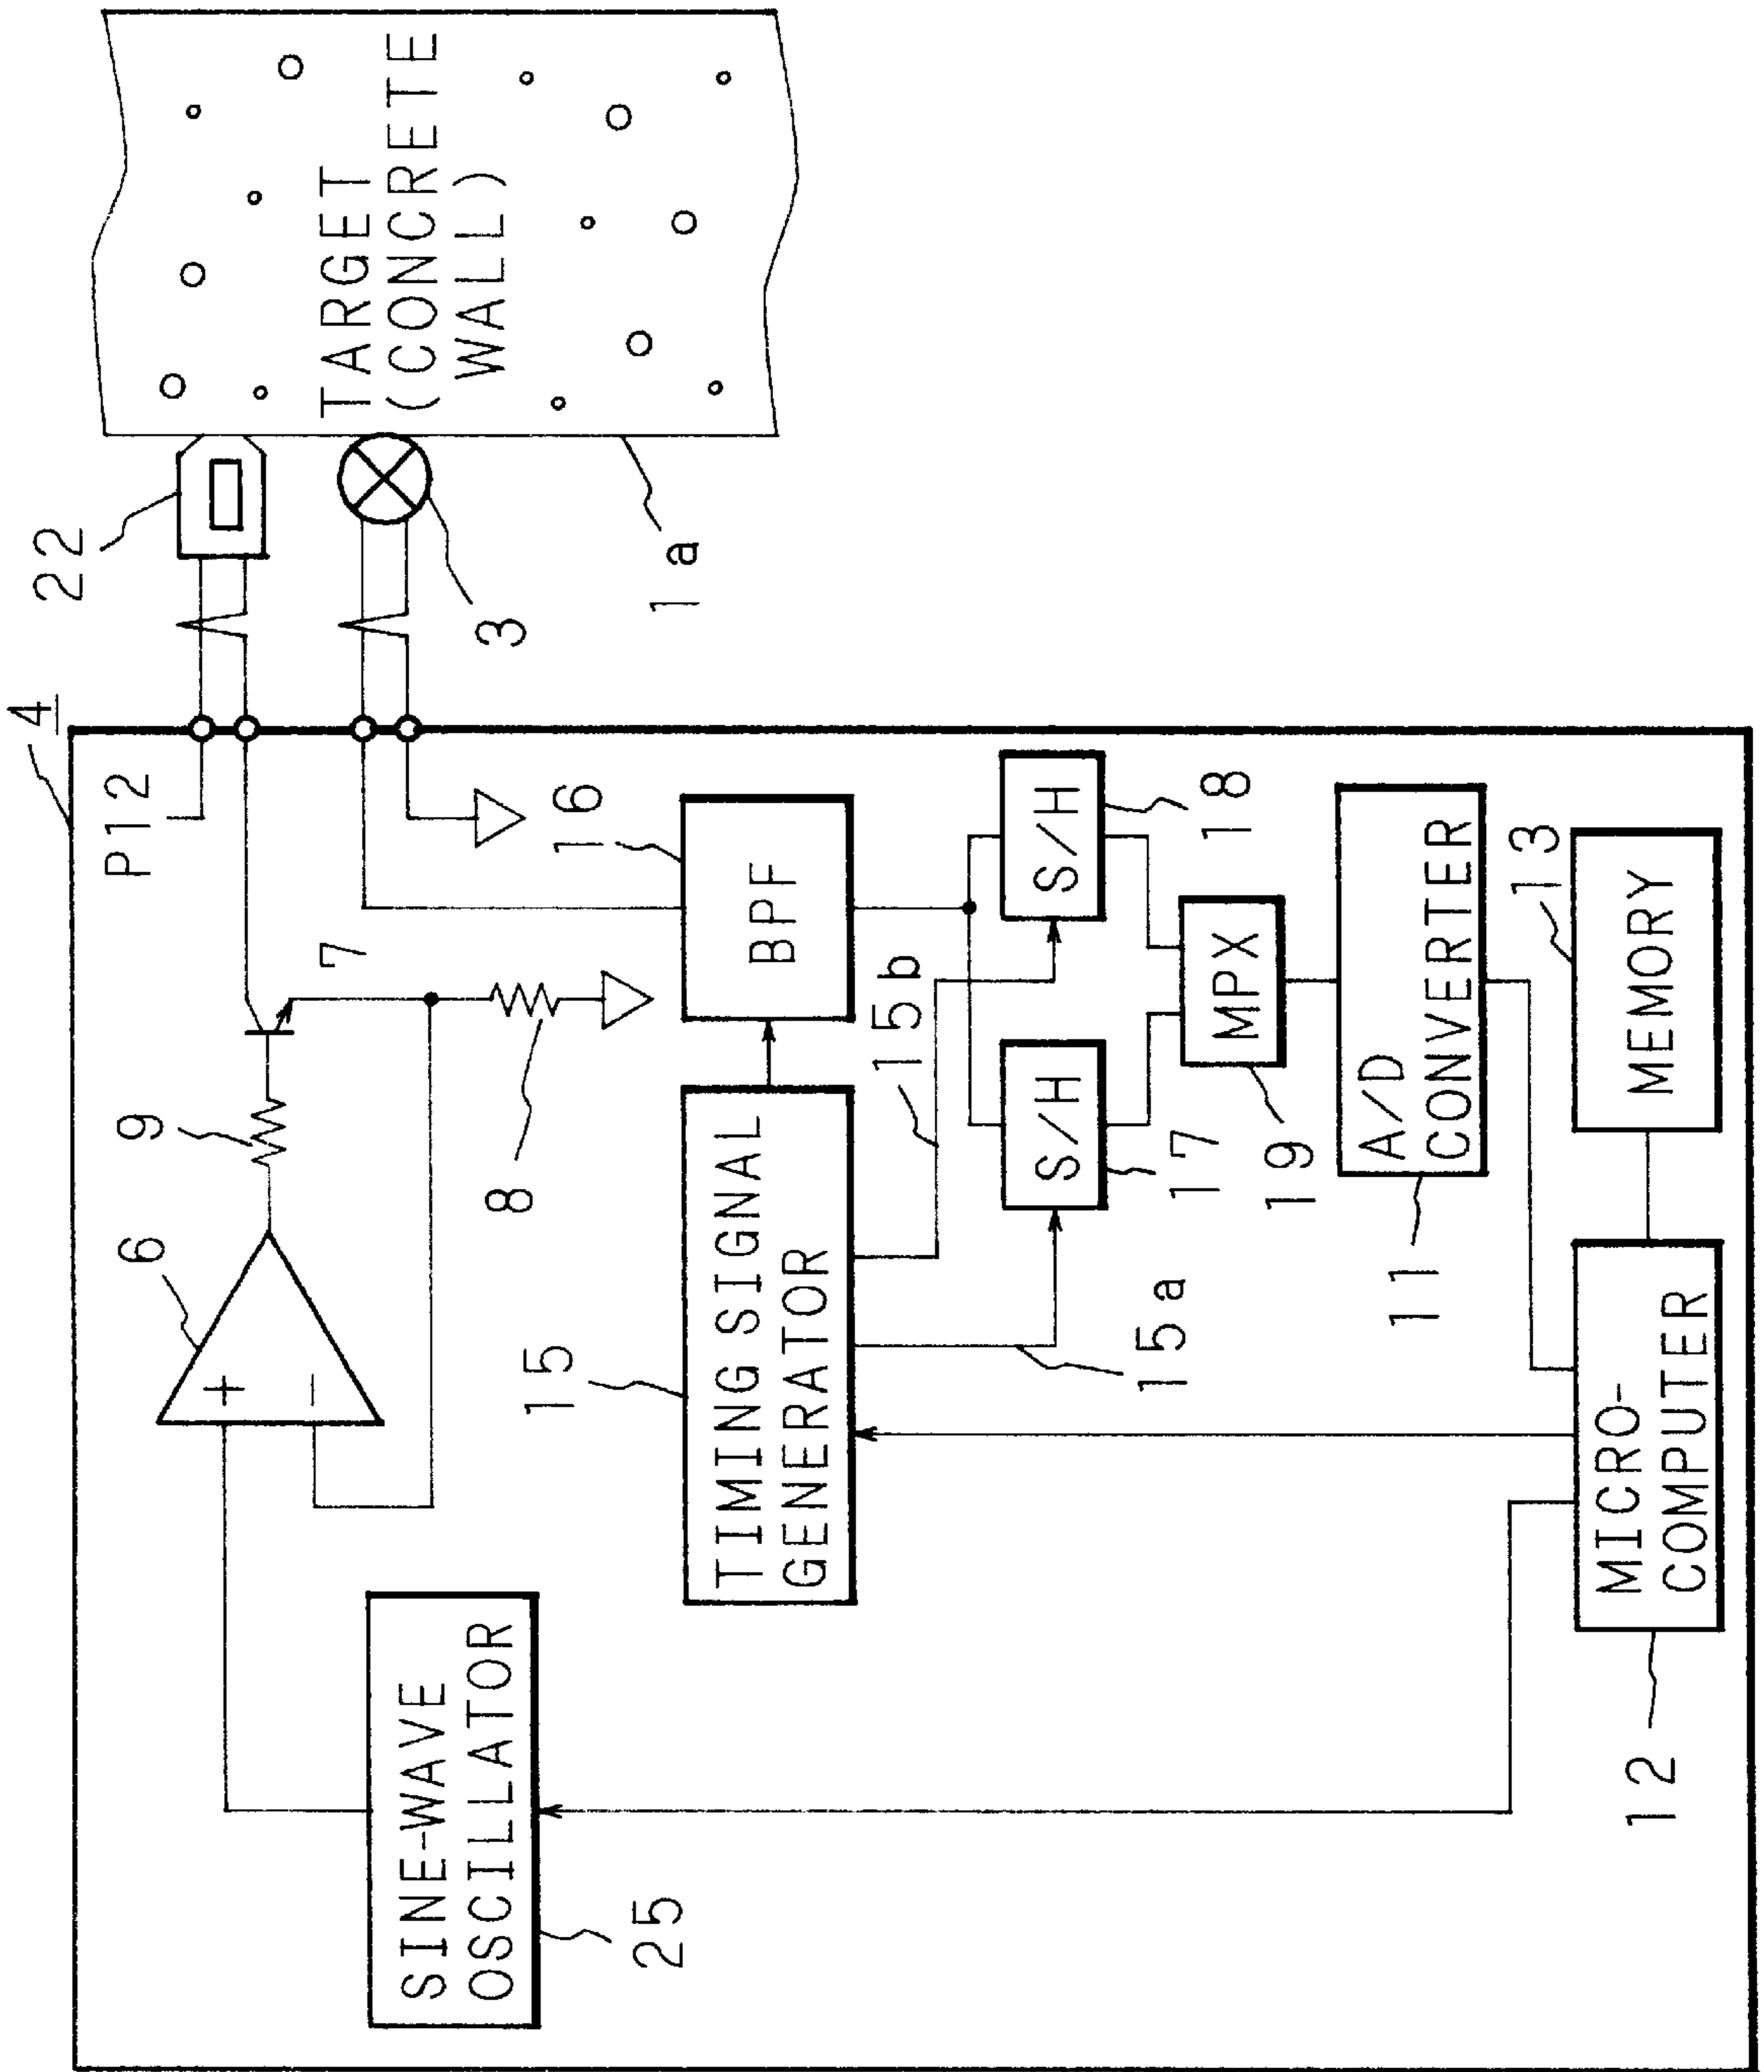 4
22
TARGET
(CONCRETE
WALL)
3
1a
P12
7
9
6
8
16
BPF
15
TIMING SIGNAL
GENERATOR
15b
15a
S/H
18
S/H
17
MPX
19
A/D
CONVERTER
11
MEMORY
13
MICRO-
COMPUTER
12
SINE-WAVE
OSCILLATOR
25
+
−